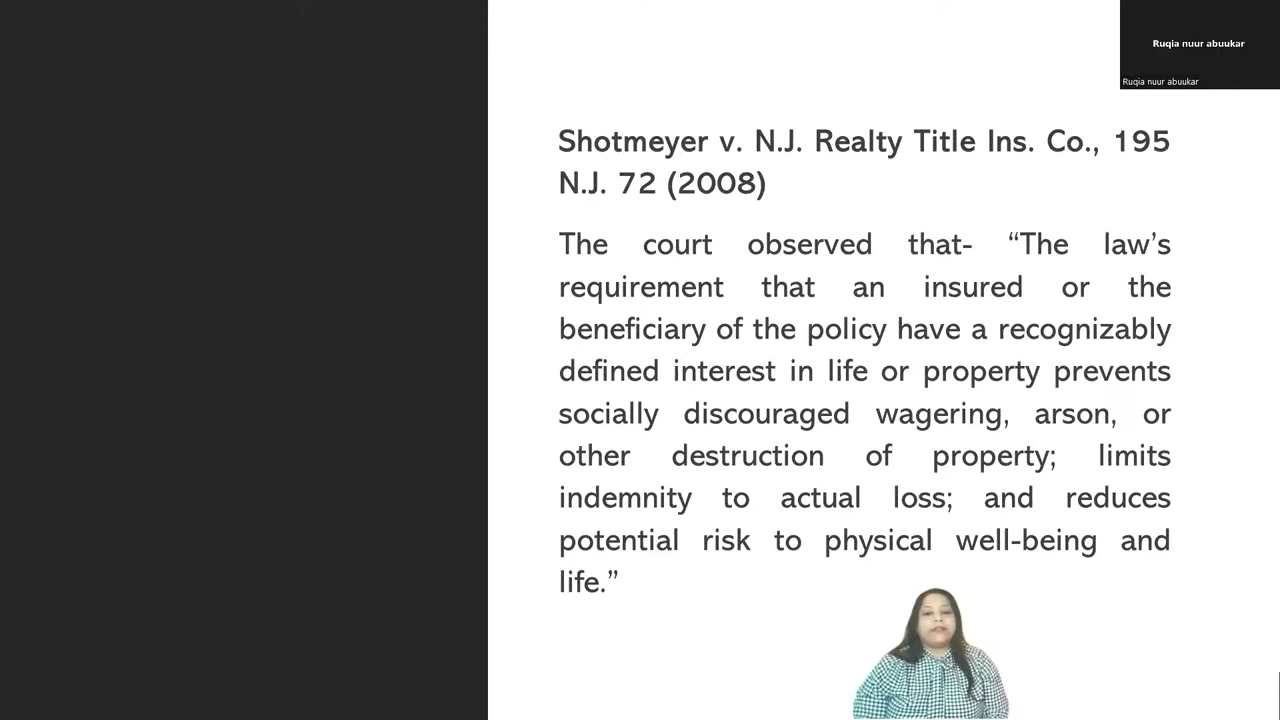 Ruqia nuur abuukar
Ruqia nuur abuukar
Shotmeyer v. N.J. Realty Title Ins. Co., 195
N.J. 72 (2008)
The court observed that- “The law’s
requirement that an insured or the
beneficiary of the policy have a recognizably
defined interest in life or property prevents
socially discouraged wagering, arson, or
other destruction of property; limits
indemnity to actual loss; and reduces
potential risk to physical well-being and
life.”